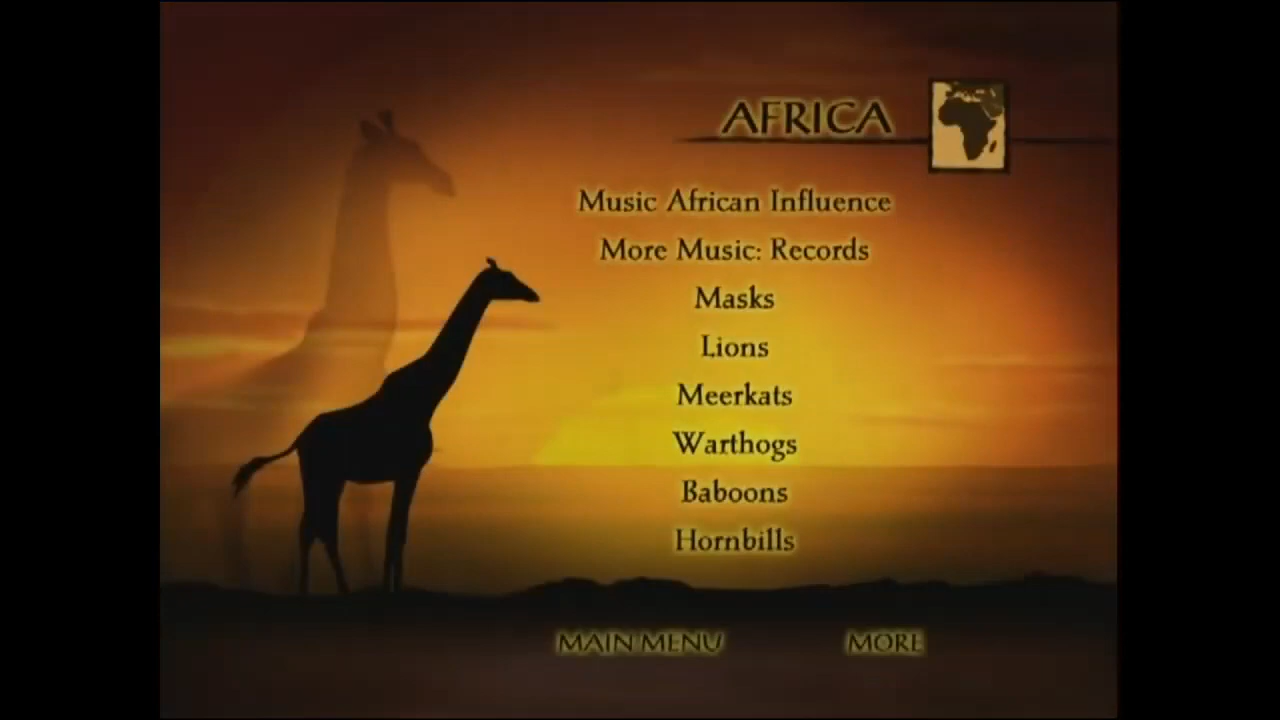 AFRICA
Music African Influence
More Music: Records
Masks
Lions
Meerkats
Warthogs
Baboons
Hornbills
MAIN MENU
MORE